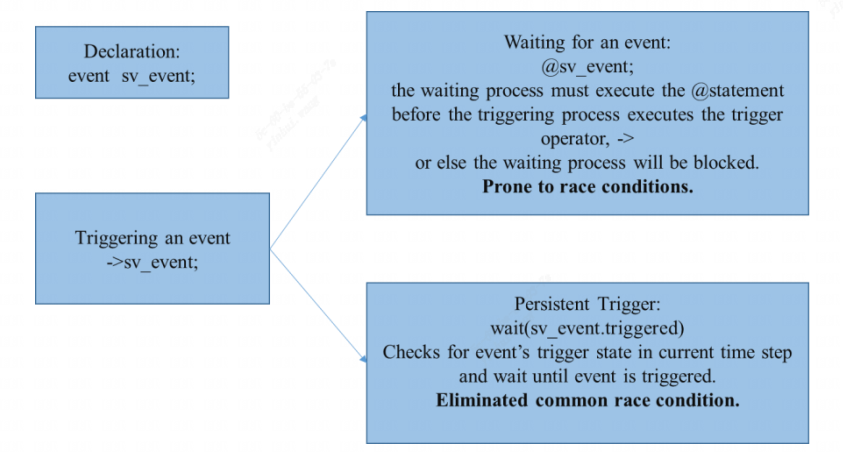 Declaration:
event sv_event;
Waiting for an event:
@sv_event;
the waiting process must execute the @statement
before the triggering process executes the trigger
operator, ->
or else the waiting process will be blocked.
Prone to race conditions.
Triggering an event
->sv_event;
Persistent Trigger:
wait(sv_event.triggered)
Checks for event's trigger state in current time step
and wait until event is triggered.
Eliminated common race condition.